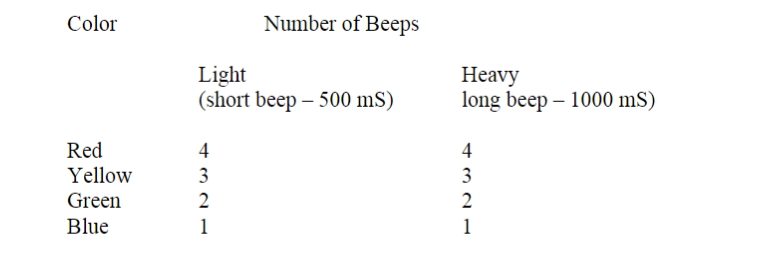 Color Number of Beeps
Light Heavy
(short beep – 500 mS) long beep – 1000 mS)
Red 4 4
Yellow 3 3
Green 2 2
Blue 1 1